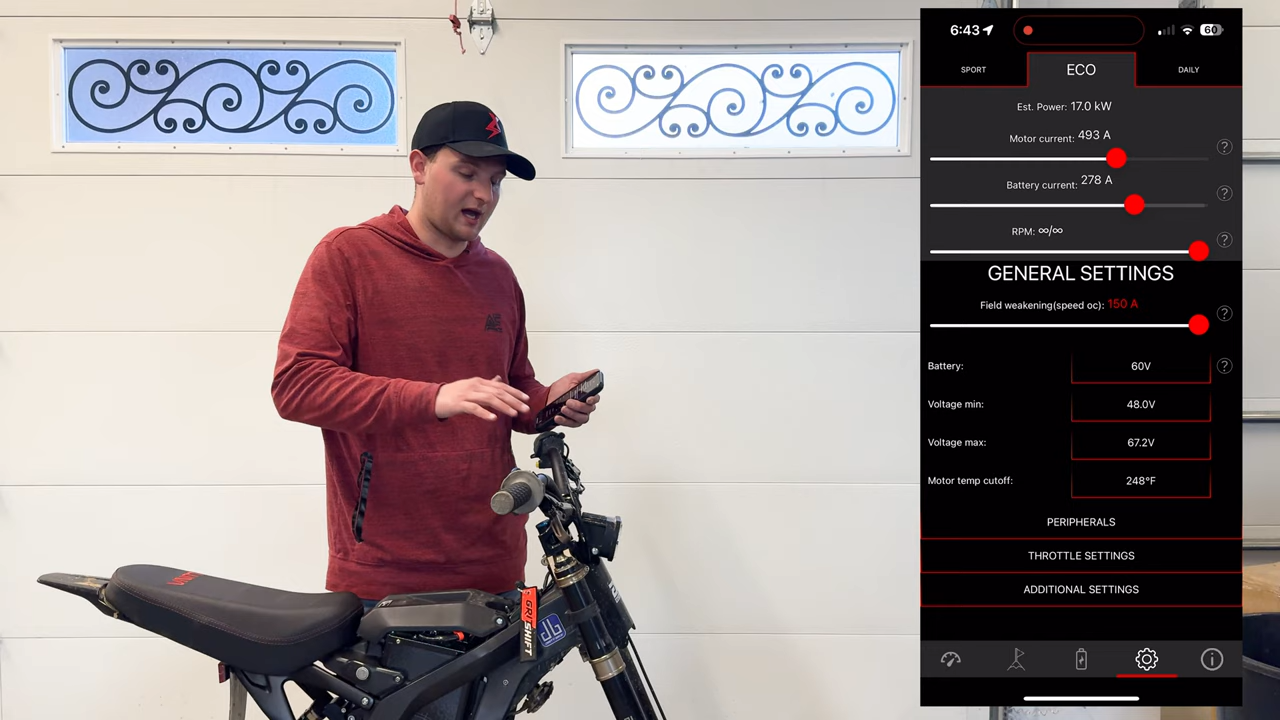 6:43
60
SPORT
ECO
DAILY
Est. Power: 17.0 kW
Motor current: 493 A
?
Battery current: 278 A
?
RPM: ∞/∞
?
GENERAL SETTINGS
Field weakening(speed oc): 150 A
?
Battery: 60V
?
Voltage min: 48.0V
Voltage max: 67.2V
Motor temp cutoff: 248°F
PERIPHERALS
THROTTLE SETTINGS
ADDITIONAL SETTINGS
GRITSHIFT